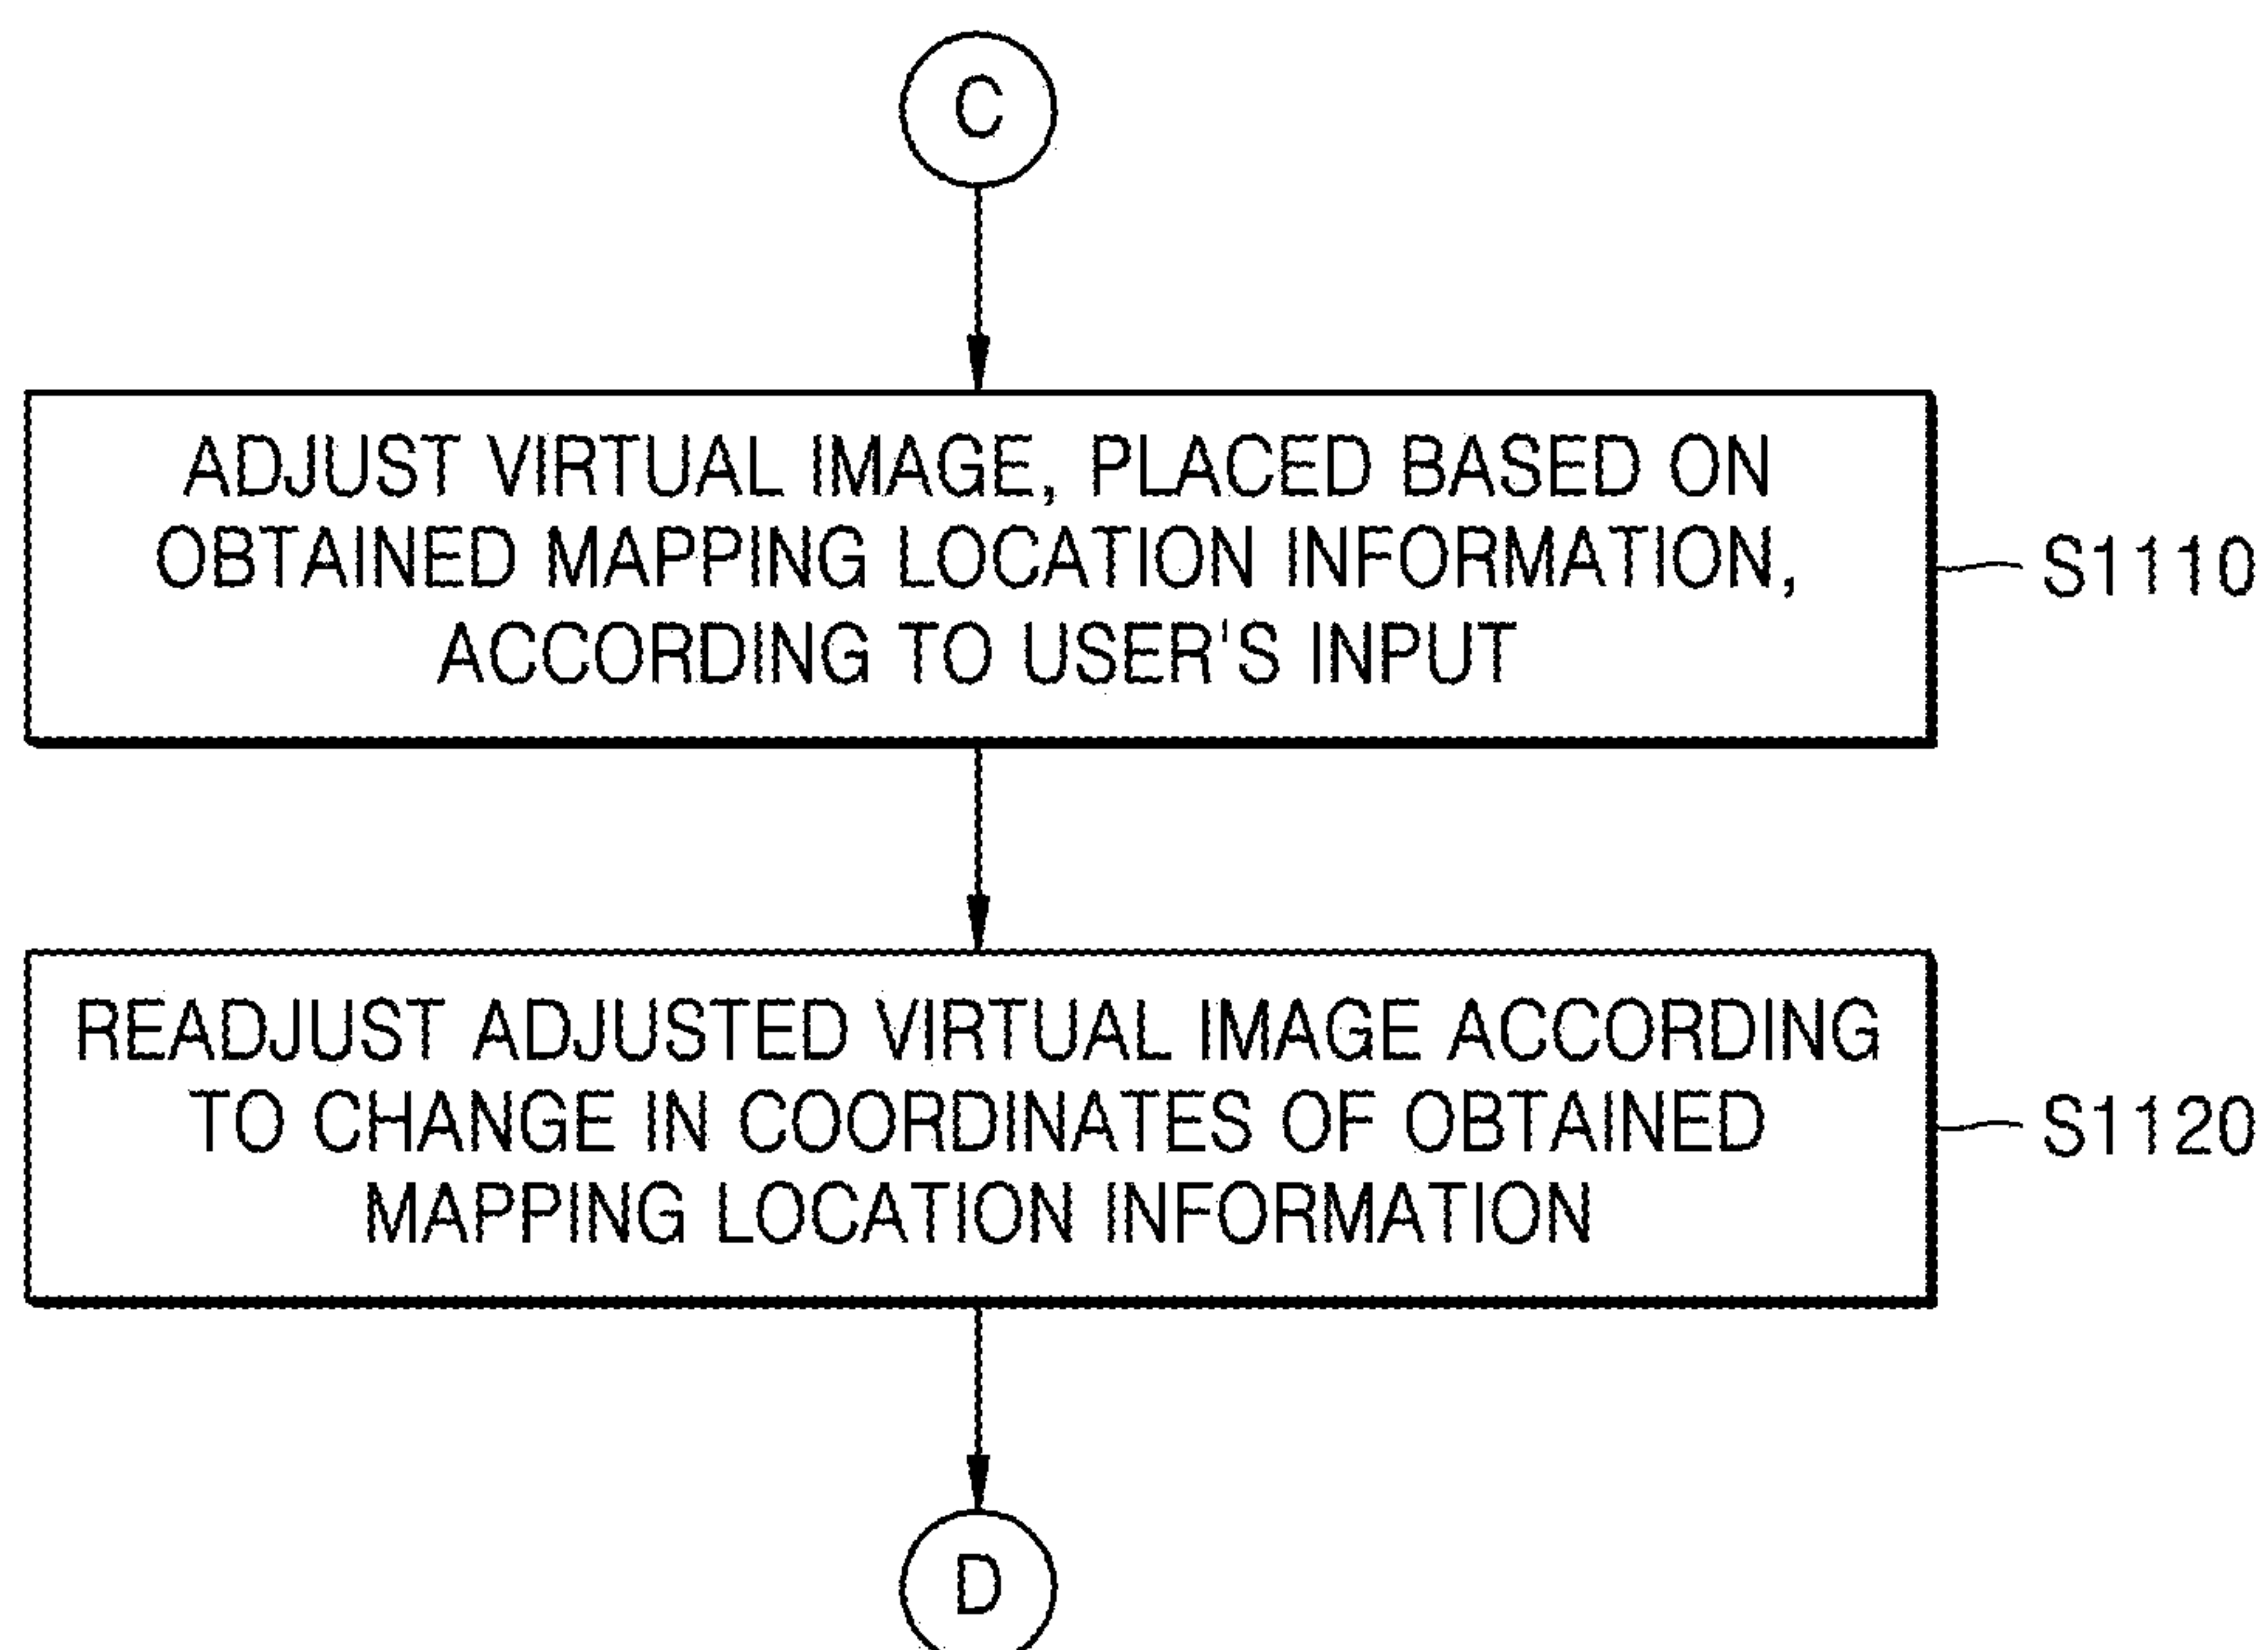 C
ADJUST VIRTUAL IMAGE, PLACED BASED ON
OBTAINED MAPPING LOCATION INFORMATION,
ACCORDING TO USER'S INPUT
S1110
READJUST ADJUSTED VIRTUAL IMAGE ACCORDING
TO CHANGE IN COORDINATES OF OBTAINED
MAPPING LOCATION INFORMATION
S1120
D